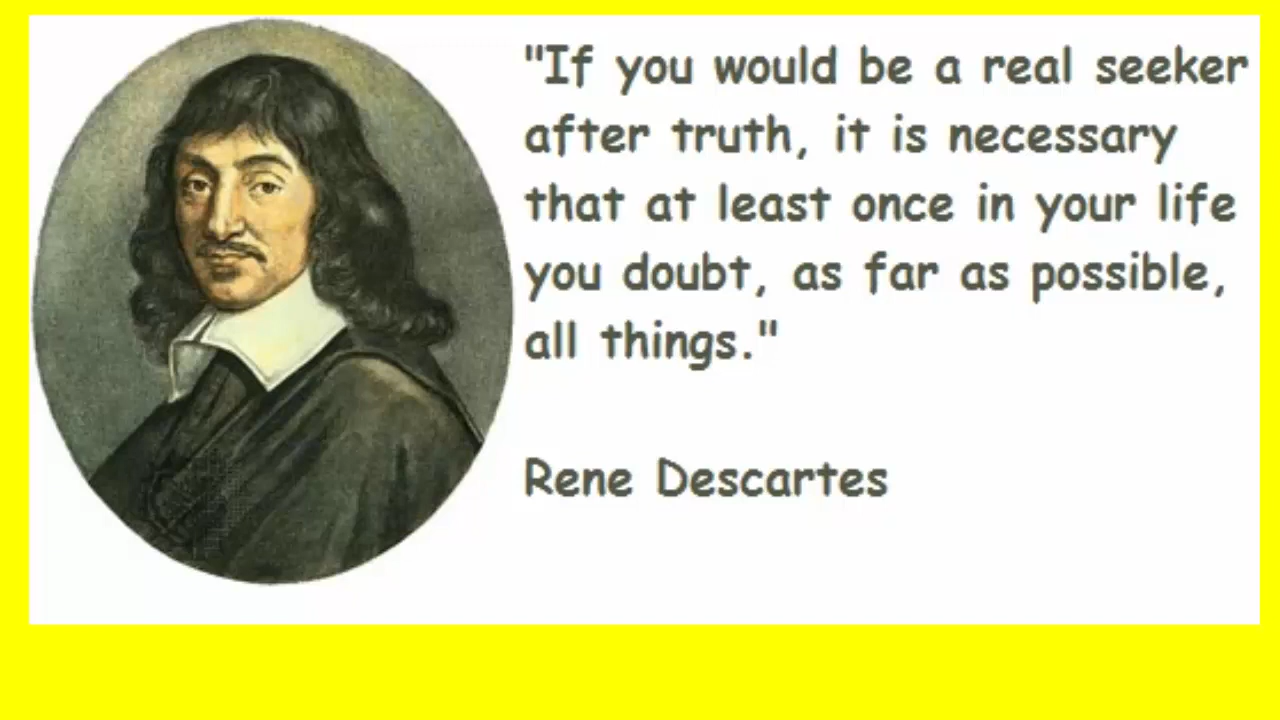 "If you would be a real seeker
after truth, it is necessary
that at least once in your life
you doubt, as far as possible,
all things."
Rene Descartes